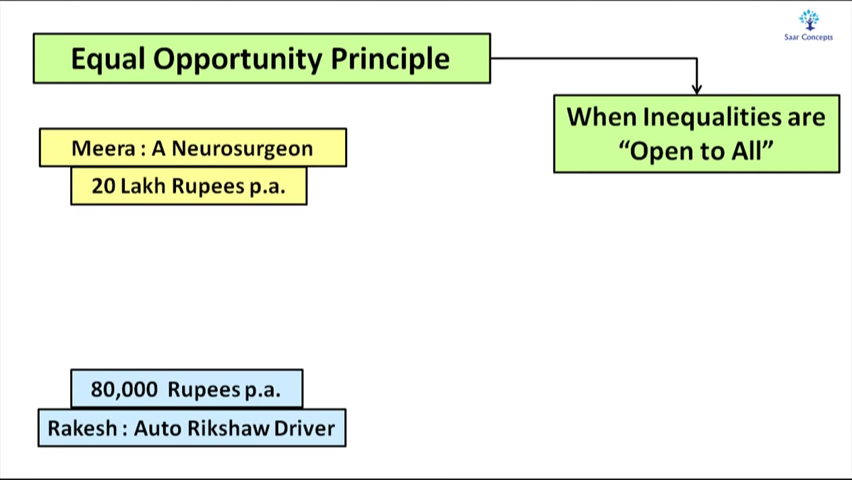 Saar Concepts
Equal Opportunity Principle
When Inequalities are
“Open to All”
Meera : A Neurosurgeon
20 Lakh Rupees p.a.
80,000 Rupees p.a.
Rakesh : Auto Rikshaw Driver